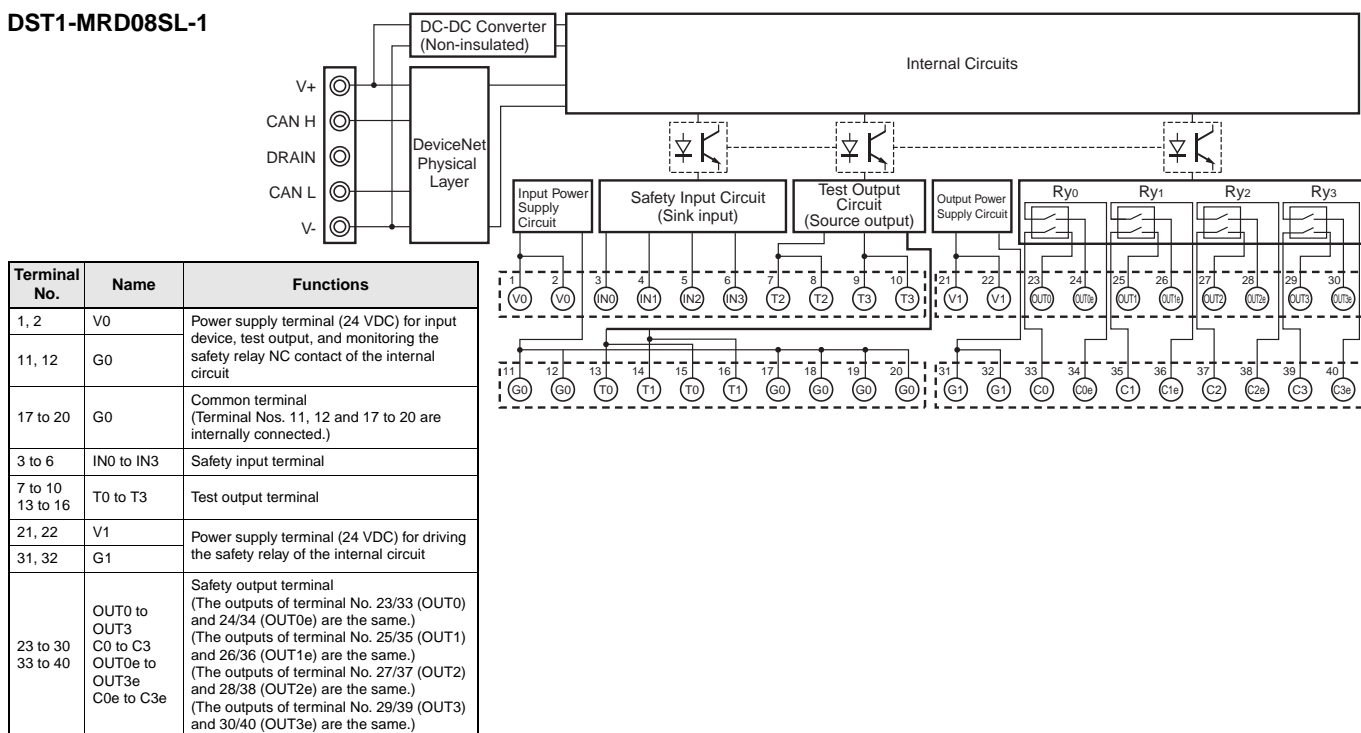 DST1-MRD08SL-1
DC-DC Converter
(Non-insulated)
Internal Circuits
V+
CAN H
DRAIN
CAN L
V-
DeviceNet
Physical
Layer
Input Power
Supply
Circuit
Safety Input Circuit
(Sink input)
Test Output
Circuit
(Source output)
Output Power
Supply Circuit
Ry0
Ry1
Ry2
Ry3
1 2 3 4 5 6 7 8 9 10
V0 V0 IN0 IN1 IN2 IN3 T2 T2 T3 T3
21 22 23 24 25 26 27 28 29 30
V1 V1 OUT0 OUT0e OUT1 OUT1e OUT2 OUT2e OUT3 OUT3e
11 12 13 14 15 16 17 18 19 20
G0 G0 T0 T1 T0 T1 G0 G0 G0 G0
31 32 33 34 35 36 37 38 39 40
G1 G1 C0 C0e C1 C1e C2 C2e C3 C3e
Terminal
No.
Name
Functions
1, 2
V0
11, 12
G0
Power supply terminal (24 VDC) for input
device, test output, and monitoring the
safety relay NC contact of the internal
circuit
17 to 20
G0
Common terminal
(Terminal Nos. 11, 12 and 17 to 20 are
internally connected.)
3 to 6
IN0 to IN3
Safety input terminal
7 to 10
13 to 16
T0 to T3
Test output terminal
21, 22
V1
31, 32
G1
Power supply terminal (24 VDC) for driving
the safety relay of the internal circuit
23 to 30
33 to 40
OUT0 to
OUT3
C0 to C3
OUT0e to
OUT3e
C0e to C3e
Safety output terminal
(The outputs of terminal No. 23/33 (OUT0)
and 24/34 (OUT0e) are the same.)
(The outputs of terminal No. 25/35 (OUT1)
and 26/36 (OUT1e) are the same.)
(The outputs of terminal No. 27/37 (OUT2)
and 28/38 (OUT2e) are the same.)
(The outputs of terminal No. 29/39 (OUT3)
and 30/40 (OUT3e) are the same.)